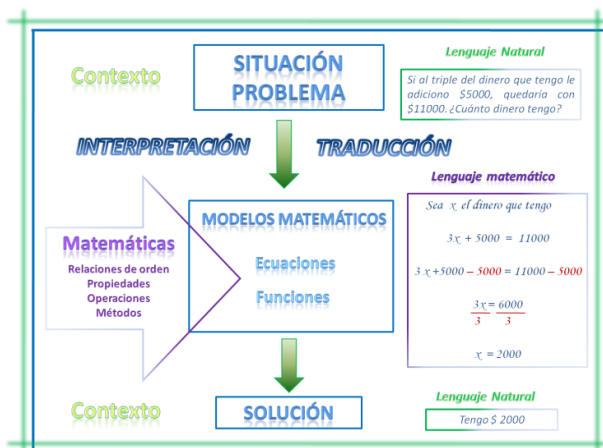 Contexto
SITUACIÓN
PROBLEMA
Lenguaje Natural
Si al triple del dinero que tengo le
adiciono $5000, quedaría con
$11000. ¿Cuánto dinero tengo?
INTERPRETACIÓN
TRADUCCIÓN
Matemáticas
Relaciones de orden
Propiedades
Operaciones
Métodos
MODELOS MATEMÁTICOS
Ecuaciones
Funciones
Lenguaje matemático
Sea x el dinero que tengo
3x + 5000 = 11000
3 x+5000 – 5000 = 11000 – 5000
3x = 6000
3 3
x = 2000
Contexto
SOLUCIÓN
Lenguaje Natural
Tengo $ 2000